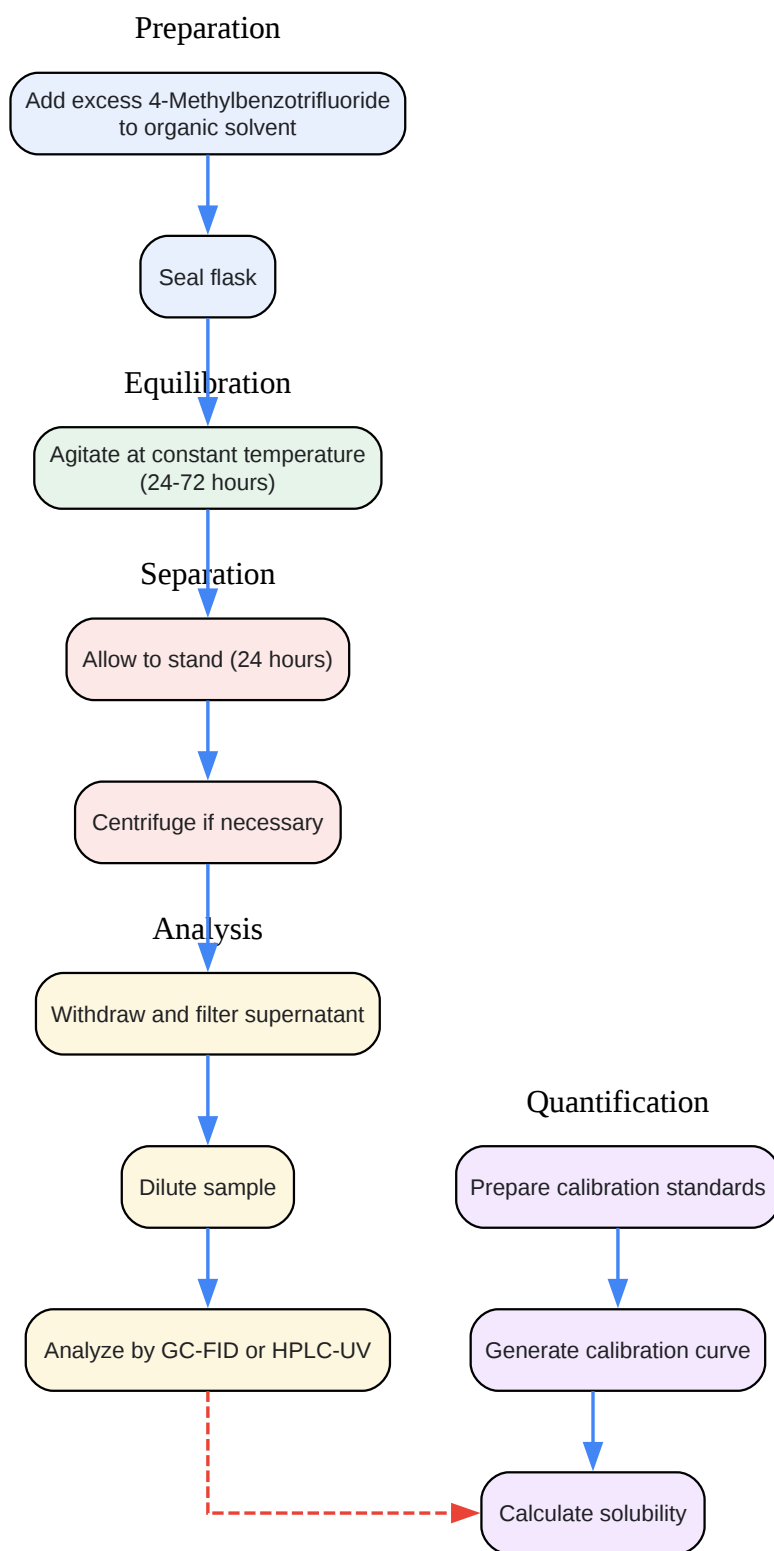 Preparation
Add excess 4-Methylbenzotrifluoride
to organic solvent
Seal flask
Equilibration
Agitate at constant temperature
(24-72 hours)
Separation
Allow to stand (24 hours)
Centrifuge if necessary
Analysis
Withdraw and filter supernatant
Dilute sample
Analyze by GC-FID or HPLC-UV
Quantification
Prepare calibration standards
Generate calibration curve
Calculate solubility